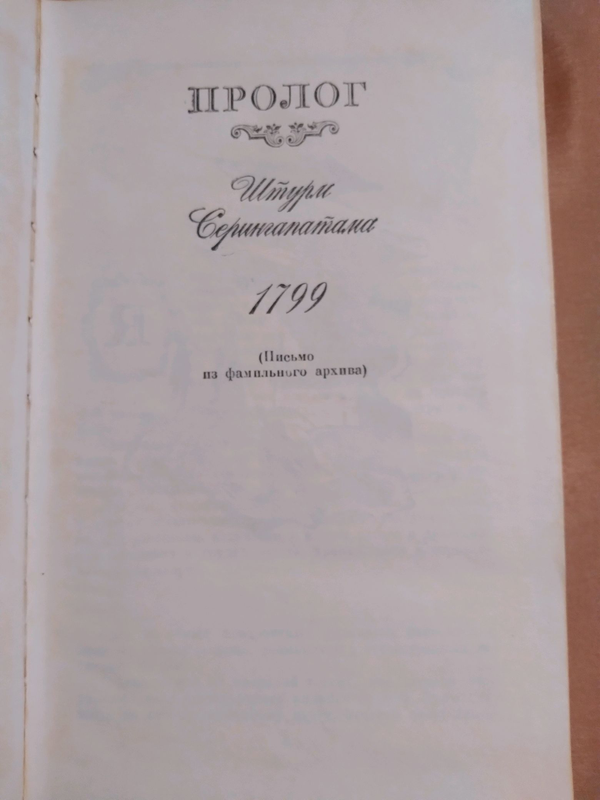 ПРОЛОГ
Штурм
Серингапатама
1799
(Письмо
из фамильного архива)